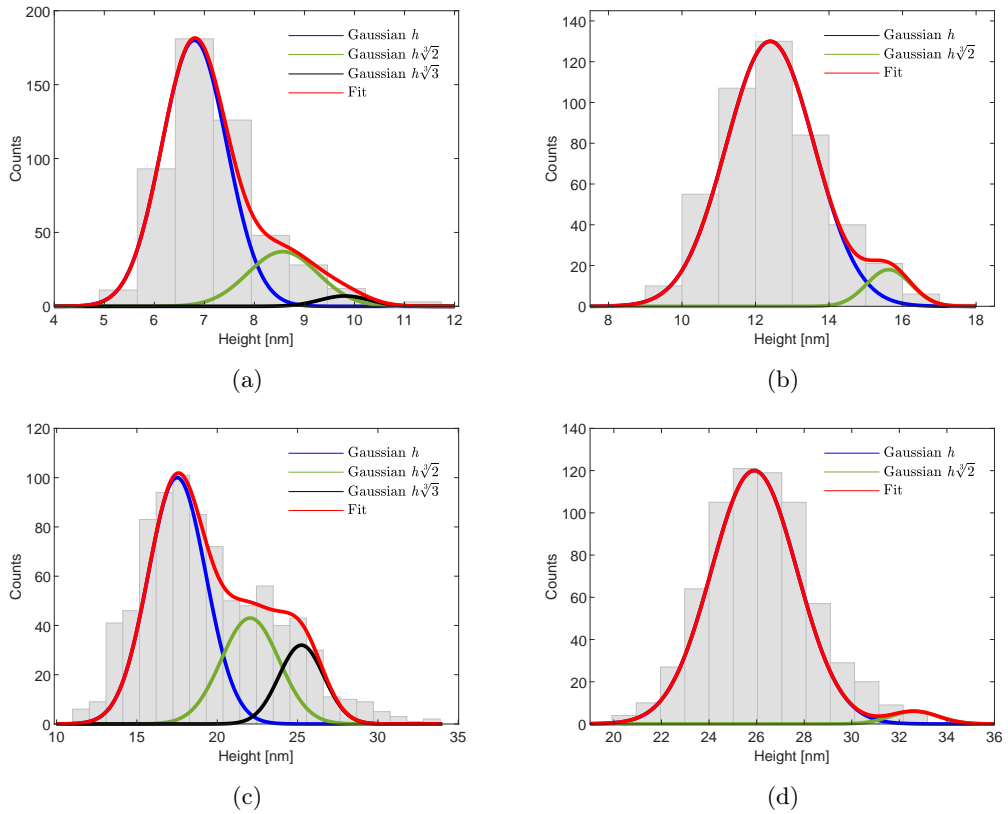 200
150
100
50
0
Counts
4 5 6 7 8 9 10 11 12
Height [nm]
Gaussian h
Gaussian h∛2
Gaussian h∛3
Fit
(a)
140
120
100
80
60
40
20
0
Counts
8 10 12 14 16 18
Height [nm]
Gaussian h
Gaussian h∛2
Fit
(b)
120
100
80
60
40
20
0
Counts
10 15 20 25 30 35
Height [nm]
Gaussian h
Gaussian h∛2
Gaussian h∛3
Fit
(c)
140
120
100
80
60
40
20
0
Counts
20 22 24 26 28 30 32 34 36
Height [nm]
Gaussian h
Gaussian h∛2
Fit
(d)